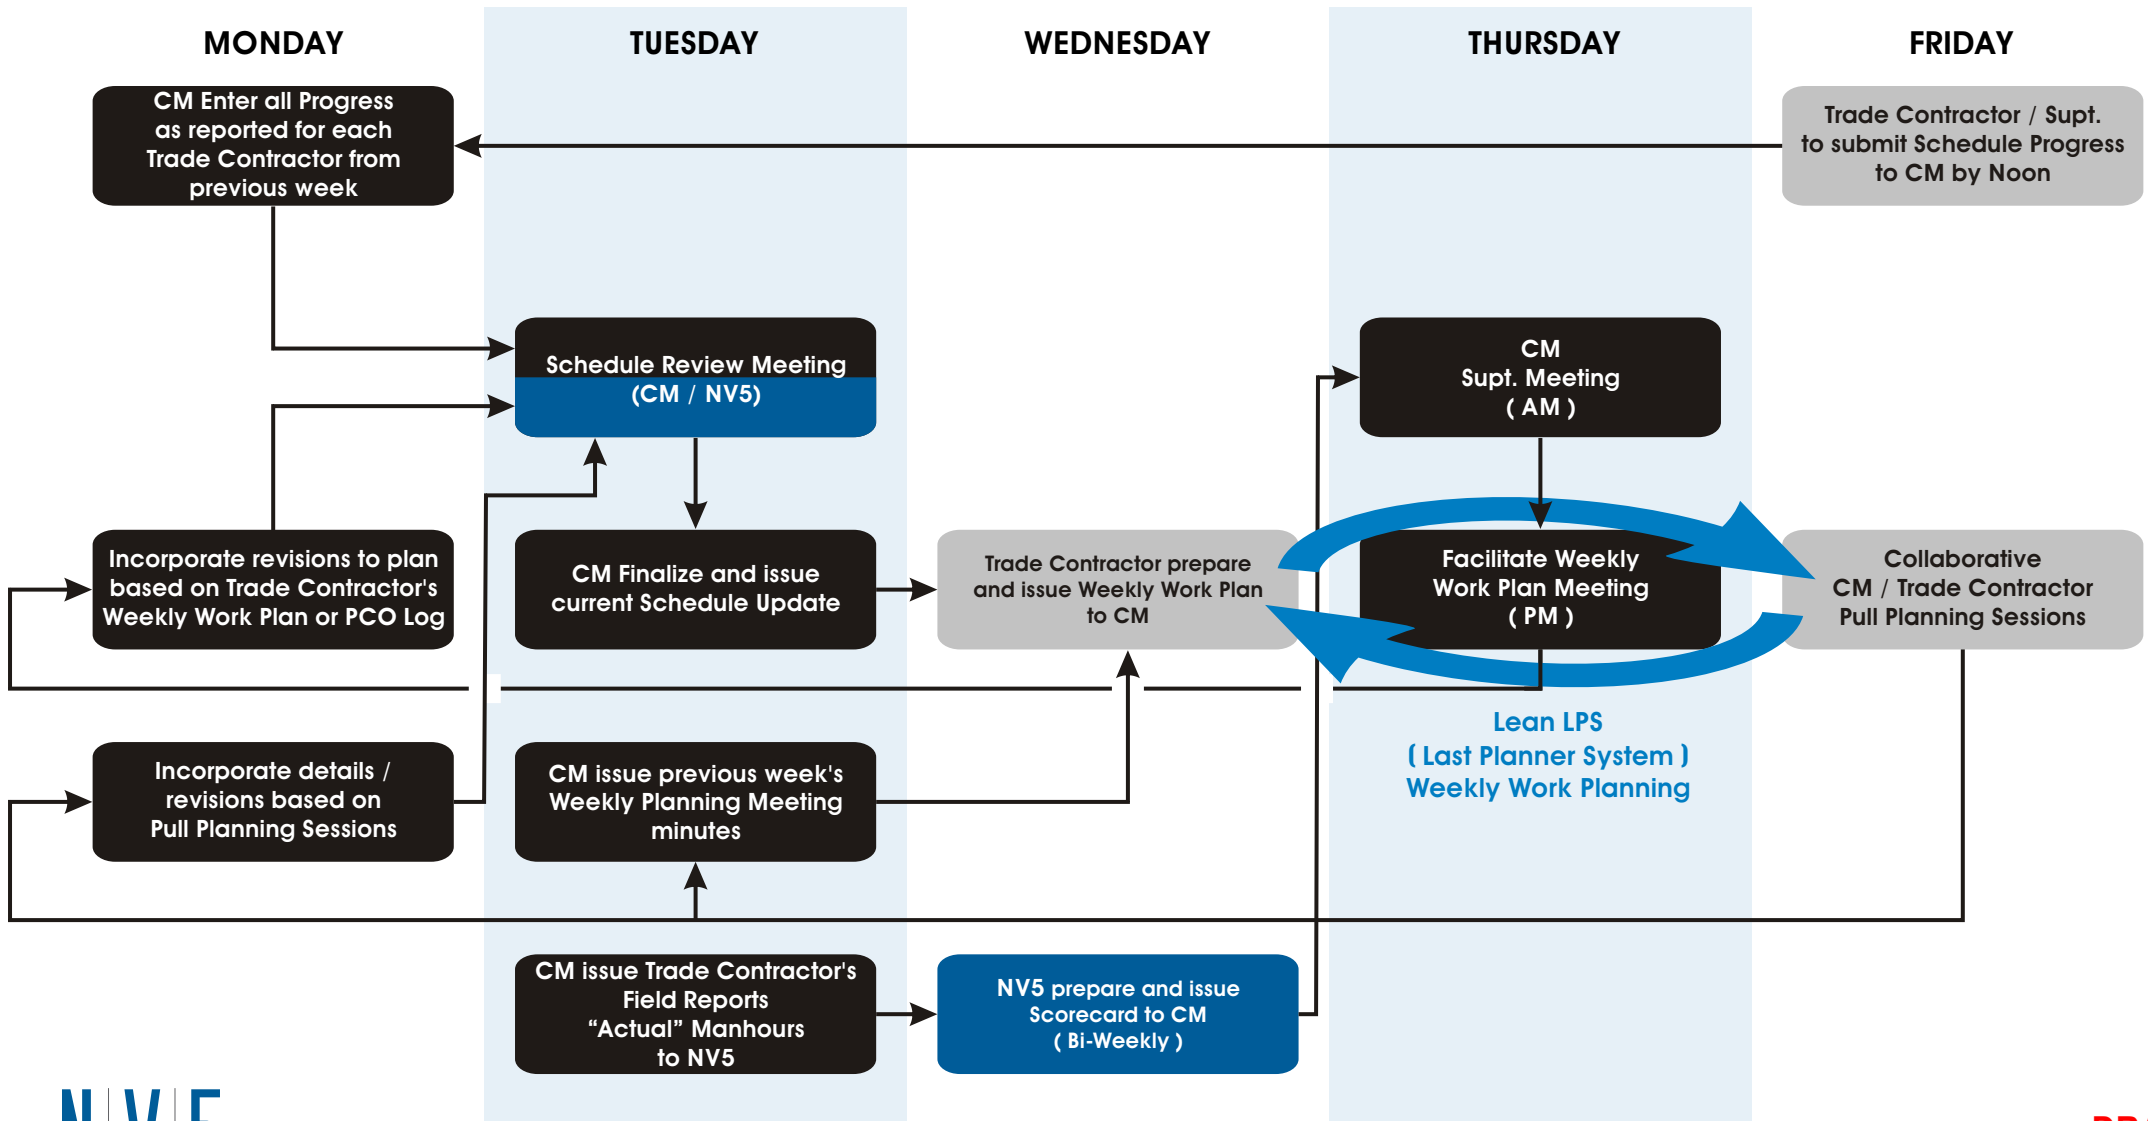 MONDAY
TUESDAY
WEDNESDAY
THURSDAY
FRIDAY
CM Enter all Progress
as reported for each
Trade Contractor from
previous week
Trade Contractor / Supt.
to submit Schedule Progress
to CM by Noon
Schedule Review Meeting
(CM / NV5)
CM
Supt. Meeting
( AM )
Incorporate revisions to plan
based on Trade Contractor's
Weekly Work Plan or PCO Log
CM Finalize and issue
current Schedule Update
Trade Contractor prepare
and issue Weekly Work Plan
to CM
Facilitate Weekly
Work Plan Meeting
( PM )
Collaborative
CM / Trade Contractor
Pull Planning Sessions
Lean LPS
( Last Planner System )
Weekly Work Planning
Incorporate details /
revisions based on
Pull Planning Sessions
CM issue previous week's
Weekly Planning Meeting
minutes
CM issue Trade Contractor's
Field Reports
“Actual” Manhours
to NV5
NV5 prepare and issue
Scorecard to CM
( Bi-Weekly )